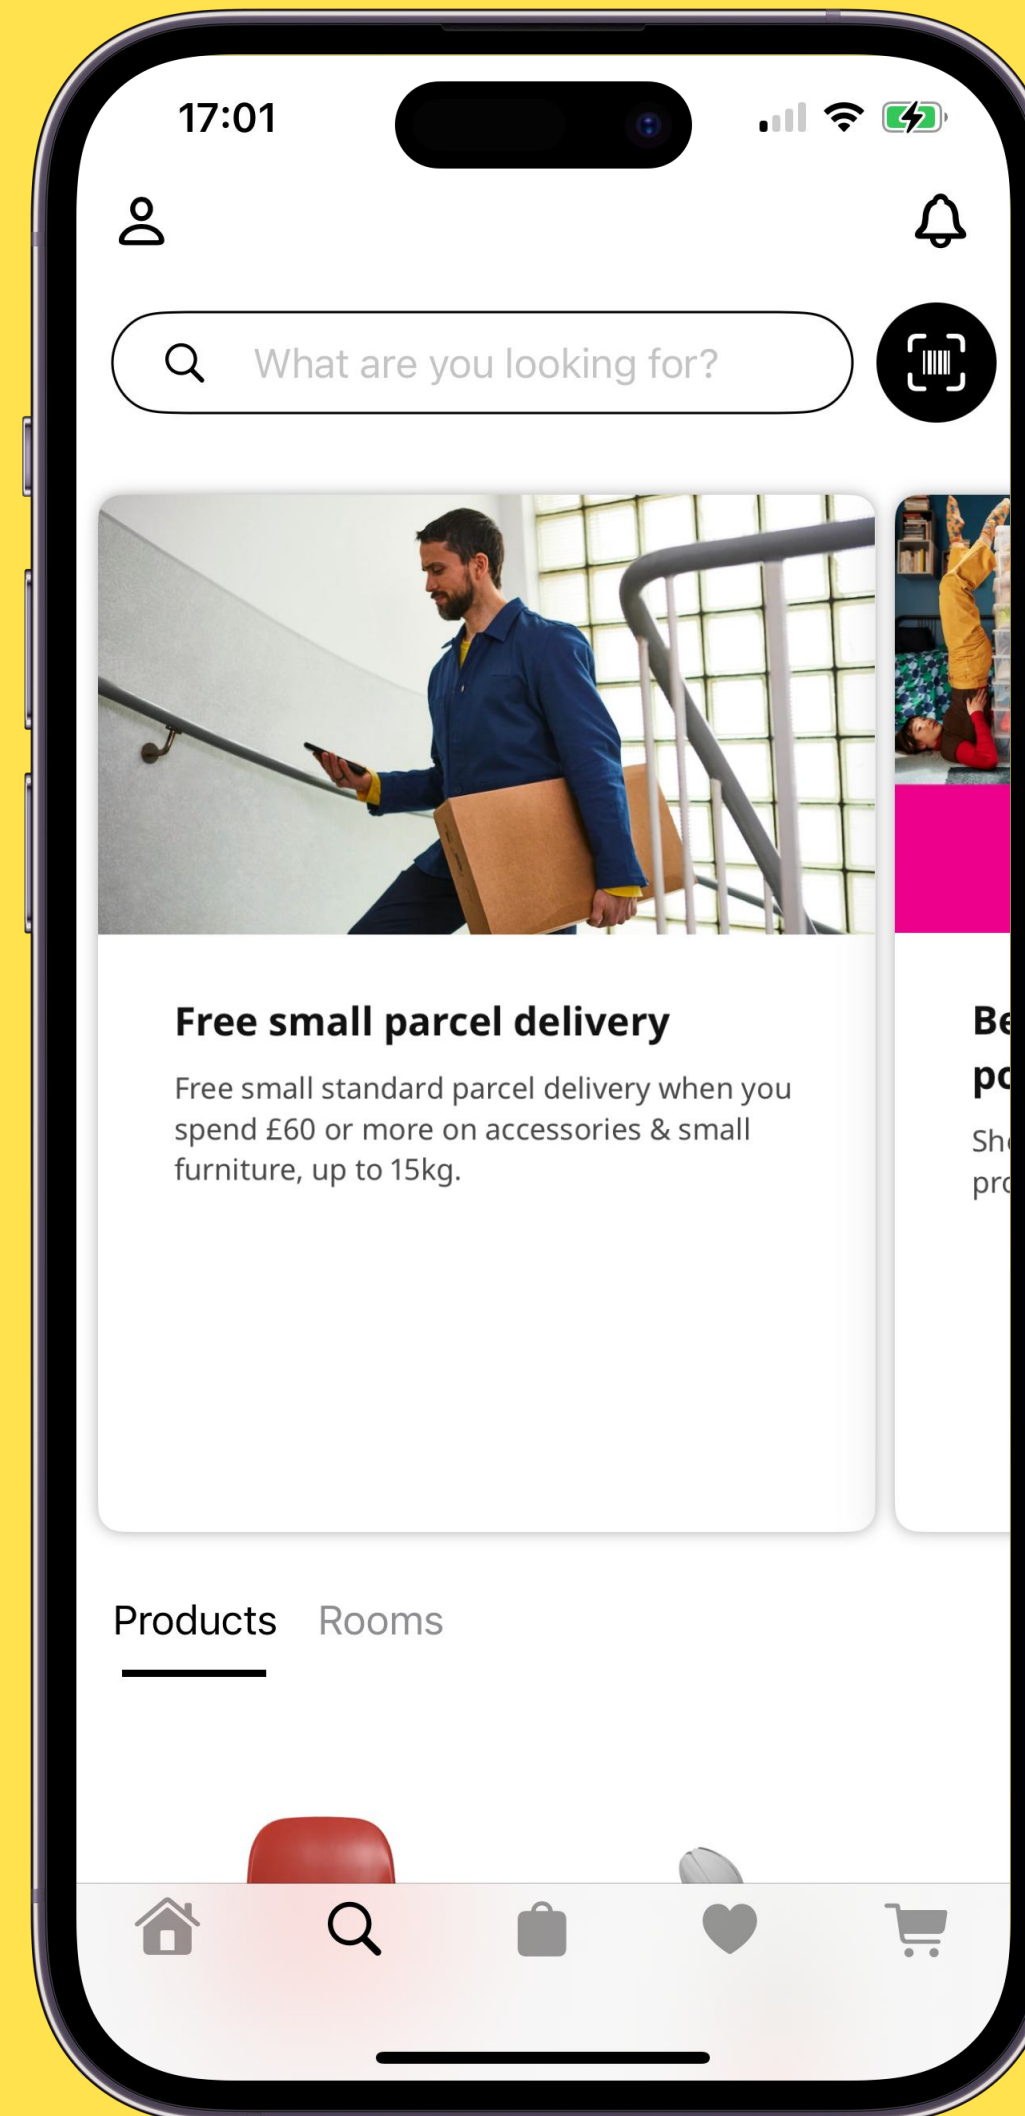 17:01
What are you looking for?
Free small parcel delivery
Free small standard parcel delivery when you
spend £60 or more on accessories & small
furniture, up to 15kg.
Products Rooms